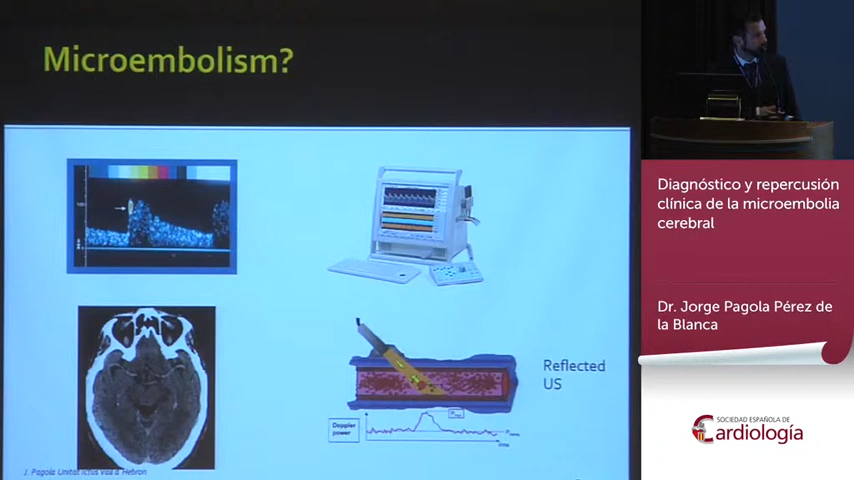 Microembolism?
Reflected
US
Doppler
power
time
J. Pagola Unitat Ictus Vall d´Hebron
Diagnóstico y repercusión
clínica de la microembolia
cerebral
Dr. Jorge Pagola Pérez de
la Blanca
SOCIEDAD ESPAÑOLA DE
Cardiología